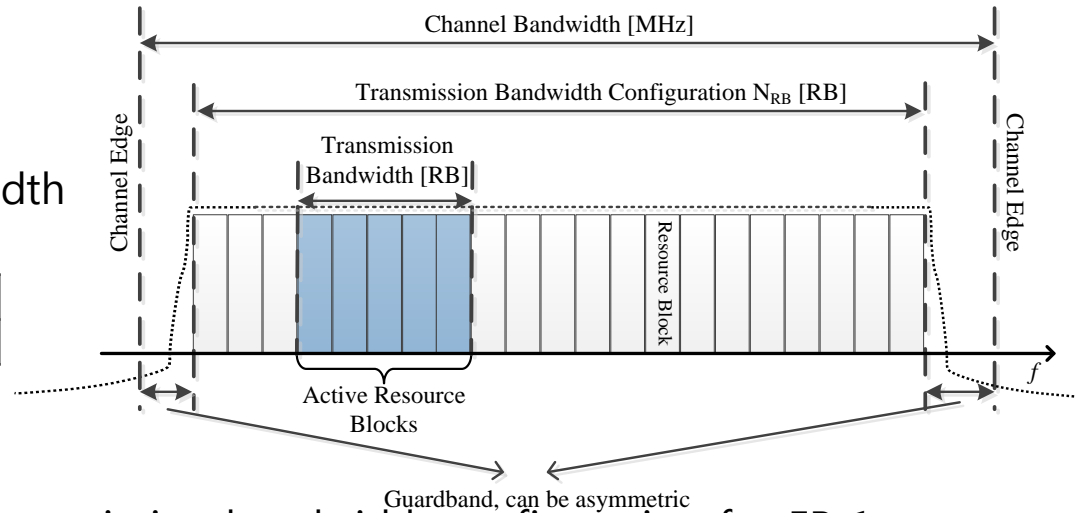 Channel Bandwidth [MHz]
Transmission Bandwidth Configuration NRB [RB]
Channel Edge
Channel Edge
Transmission
Bandwidth [RB]
dth
Resource Block
f
Active Resource
Blocks
Guardband, can be asymmetric